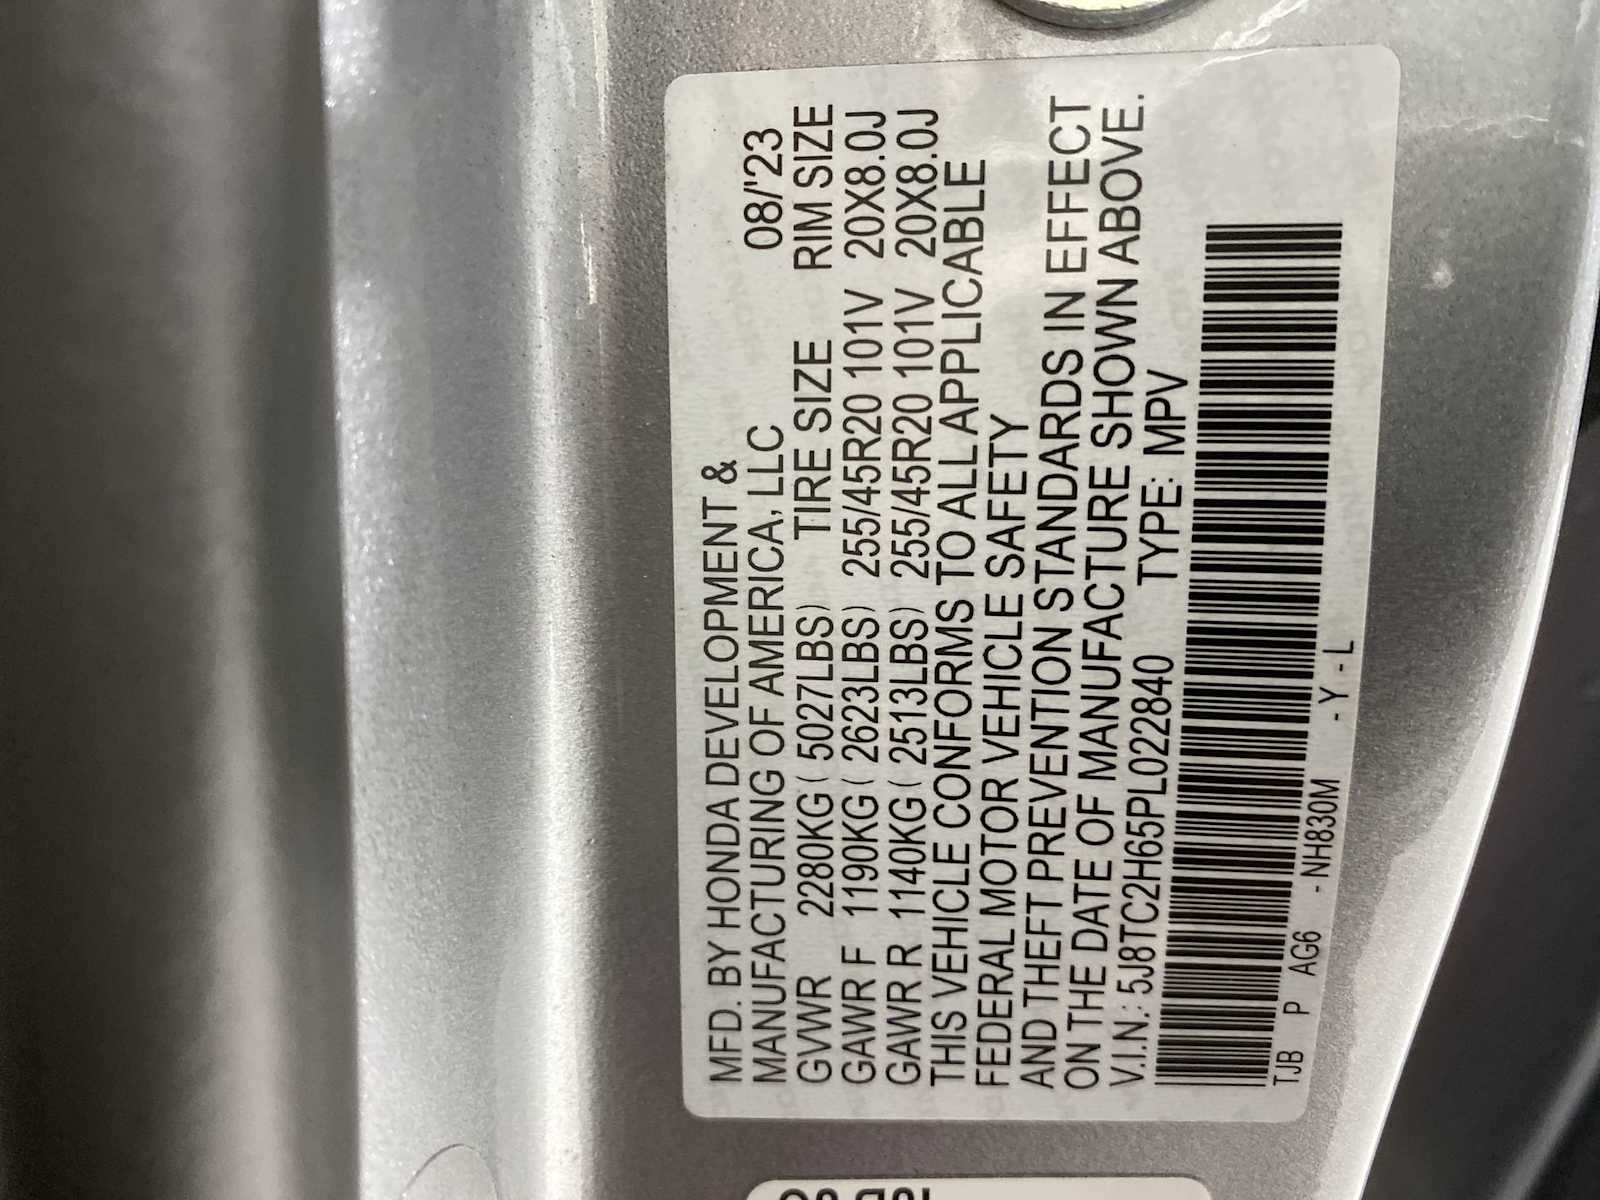 MFD. BY HONDA DEVELOPMENT &
MANUFACTURING OF AMERICA, LLC 08/'23
GVWR 2280KG ( 5027LBS) TIRE SIZE RIM SIZE
GAWR F 1190KG ( 2623LBS) 255/45R20 101V 20X8.0J
GAWR R 1140KG ( 2513LBS) 255/45R20 101V 20X8.0J
THIS VEHICLE CONFORMS TO ALL APPLICABLE
FEDERAL MOTOR VEHICLE SAFETY
AND THEFT PREVENTION STANDARDS IN EFFECT
ON THE DATE OF MANUFACTURE SHOWN ABOVE.
V.I.N.: 5J8TC2H65PL022840 TYPE: MPV
TJB P AG6 - NH830M - Y - L